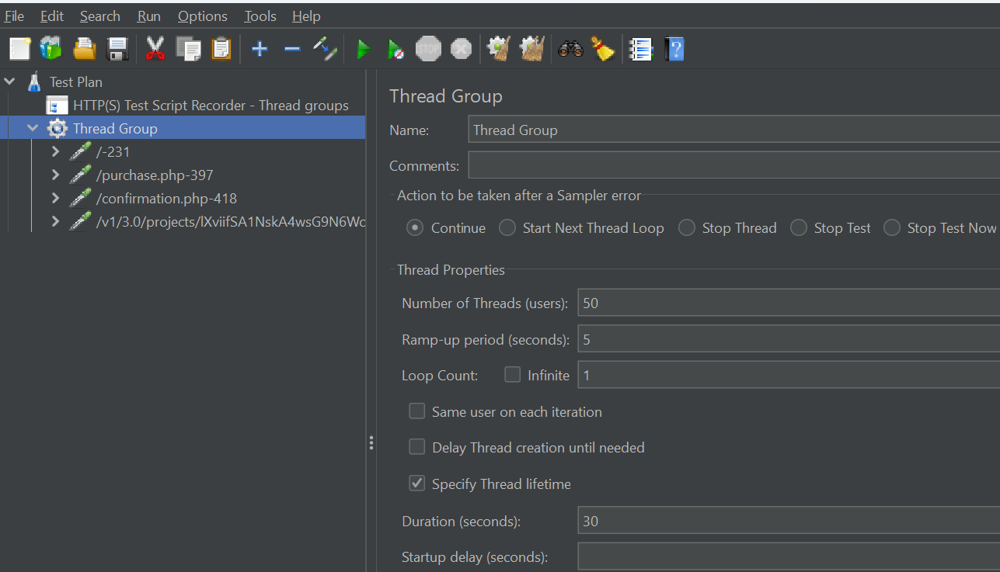 File Edit Search Run Options Tools Help
STOP
Test Plan
HTTP(S) Test Script Recorder - Thread groups
Thread Group
/-231
/purchase.php-397
/confirmation.php-418
/v1/3.0/projects/lXviifSA1NskA4wsG9N6Wc
Thread Group
Name: Thread Group
Comments:
Action to be taken after a Sampler error
Continue Start Next Thread Loop Stop Thread Stop Test Stop Test Now
Thread Properties
Number of Threads (users): 50
Ramp-up period (seconds): 5
Loop Count: Infinite 1
Same user on each iteration
Delay Thread creation until needed
Specify Thread lifetime
Duration (seconds): 30
Startup delay (seconds):